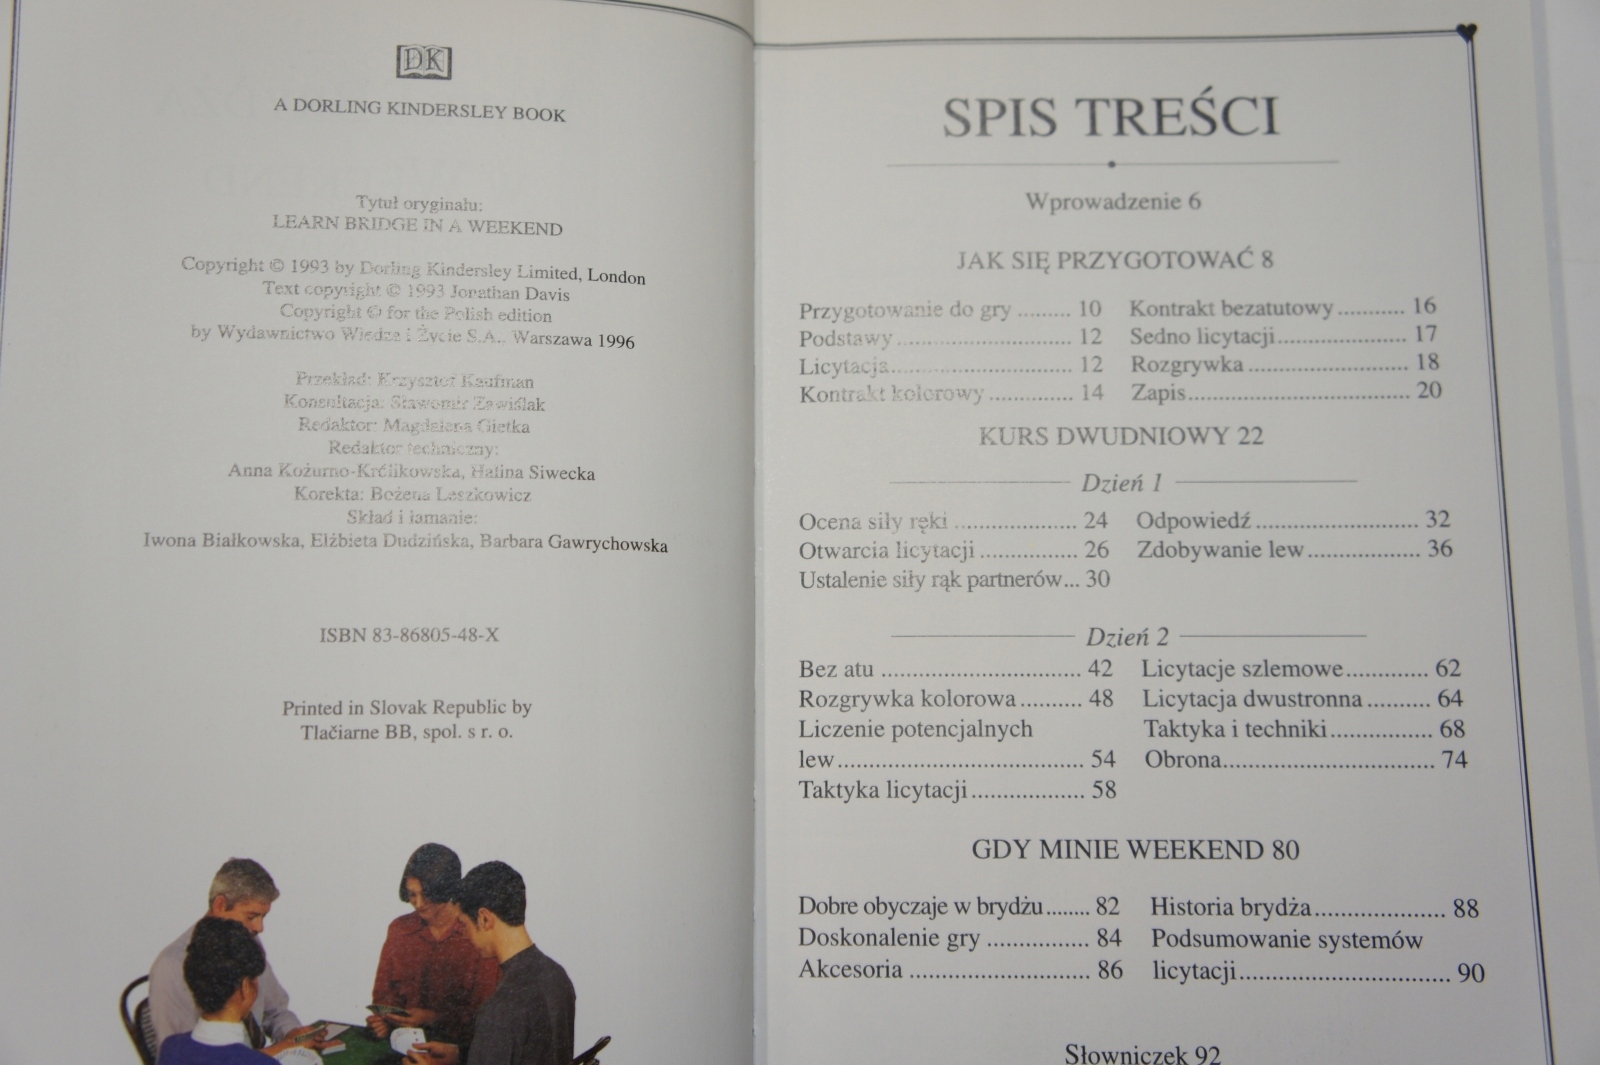 DK
A DORLING KINDERSLEY BOOK
Tytuł oryginału:
LEARN BRIDGE IN A WEEKEND
Copyright © 1993 by Dorling Kindersley Limited, London
Text copyright © 1993 Jonathan Davis
Copyright © for the Polish edition
by Wydawnictwo Wiedza i Życie S.A., Warszawa 1996
Przekład: Krzysztof Kaufman
Konsultacja: Sławomir Zawiślak
Redaktor: Magdalena Gietka
Redaktor techniczny:
Anna Kożurno-Królikowska, Halina Siwecka
Korekta: Bożena Leszkowicz
Skład i łamanie:
Iwona Białkowska, Elżbieta Dudzińska, Barbara Gawrychowska
ISBN 83-86805-48-X
Printed in Slovak Republic by
Tlačiarne BB, spol. s r. o.
SPIS TREŚCI
Wprowadzenie 6
JAK SIĘ PRZYGOTOWAĆ 8
Przygotowanie do gry ......... 10
Podstawy ............................. 12
Licytacja.............................. 12
Kontrakt kolorowy .............. 14
Kontrakt bezatutowy ........... 16
Sedno licytacji..................... 17
Rozgrywka .......................... 18
Zapis.................................... 20
KURS DWUDNIOWY 22
Dzień 1
Ocena siły ręki .................... 24
Otwarcia licytacji ................ 26
Ustalenie siły rąk partnerów... 30
Odpowiedź .......................... 32
Zdobywanie lew .................. 36
Dzień 2
Bez atu ................................ 42
Rozgrywka kolorowa .......... 48
Liczenie potencjalnych
lew ....................................... 54
Taktyka licytacji .................. 58
Licytacje szlemowe ............. 62
Licytacja dwustronna .......... 64
Taktyka i techniki ................ 68
Obrona.................................. 74
GDY MINIE WEEKEND 80
Dobre obyczaje w brydżu ........ 82
Doskonalenie gry ................ 84
Akcesoria ............................. 86
Historia brydża..................... 88
Podsumowanie systemów
licytacji.................................. 90
Słowniczek 92